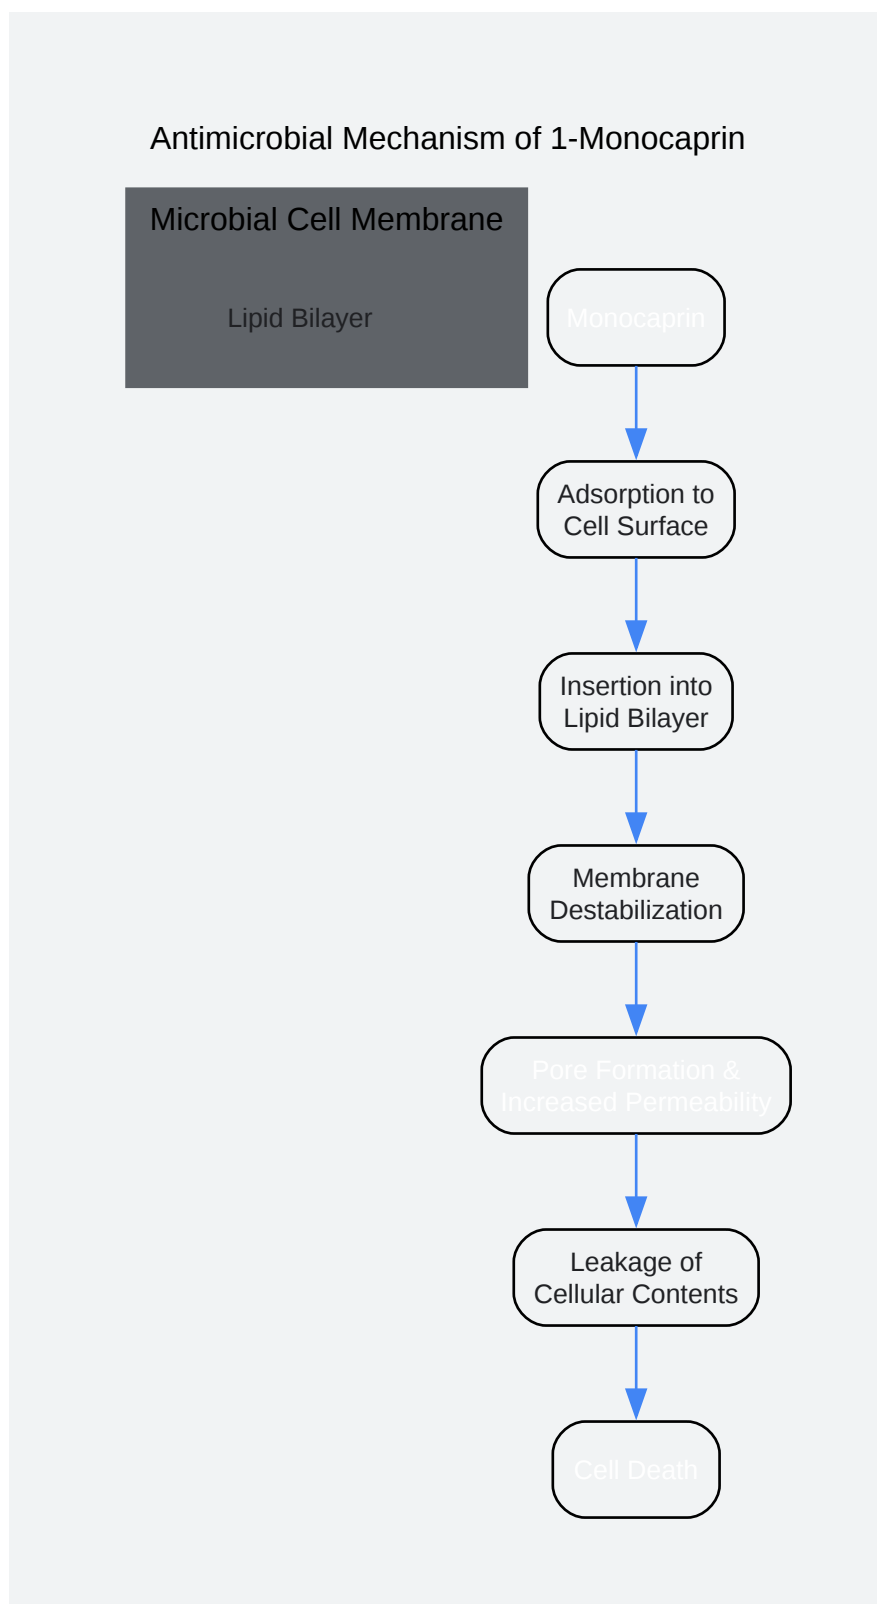 Antimicrobial Mechanism of 1-Monocaprin
Microbial Cell Membrane
Lipid Bilayer
Monocaprin
Adsorption to
Cell Surface
Insertion into
Lipid Bilayer
Membrane
Destabilization
Pore Formation &
Increased Permeability
Leakage of
Cellular Contents
Cell Death